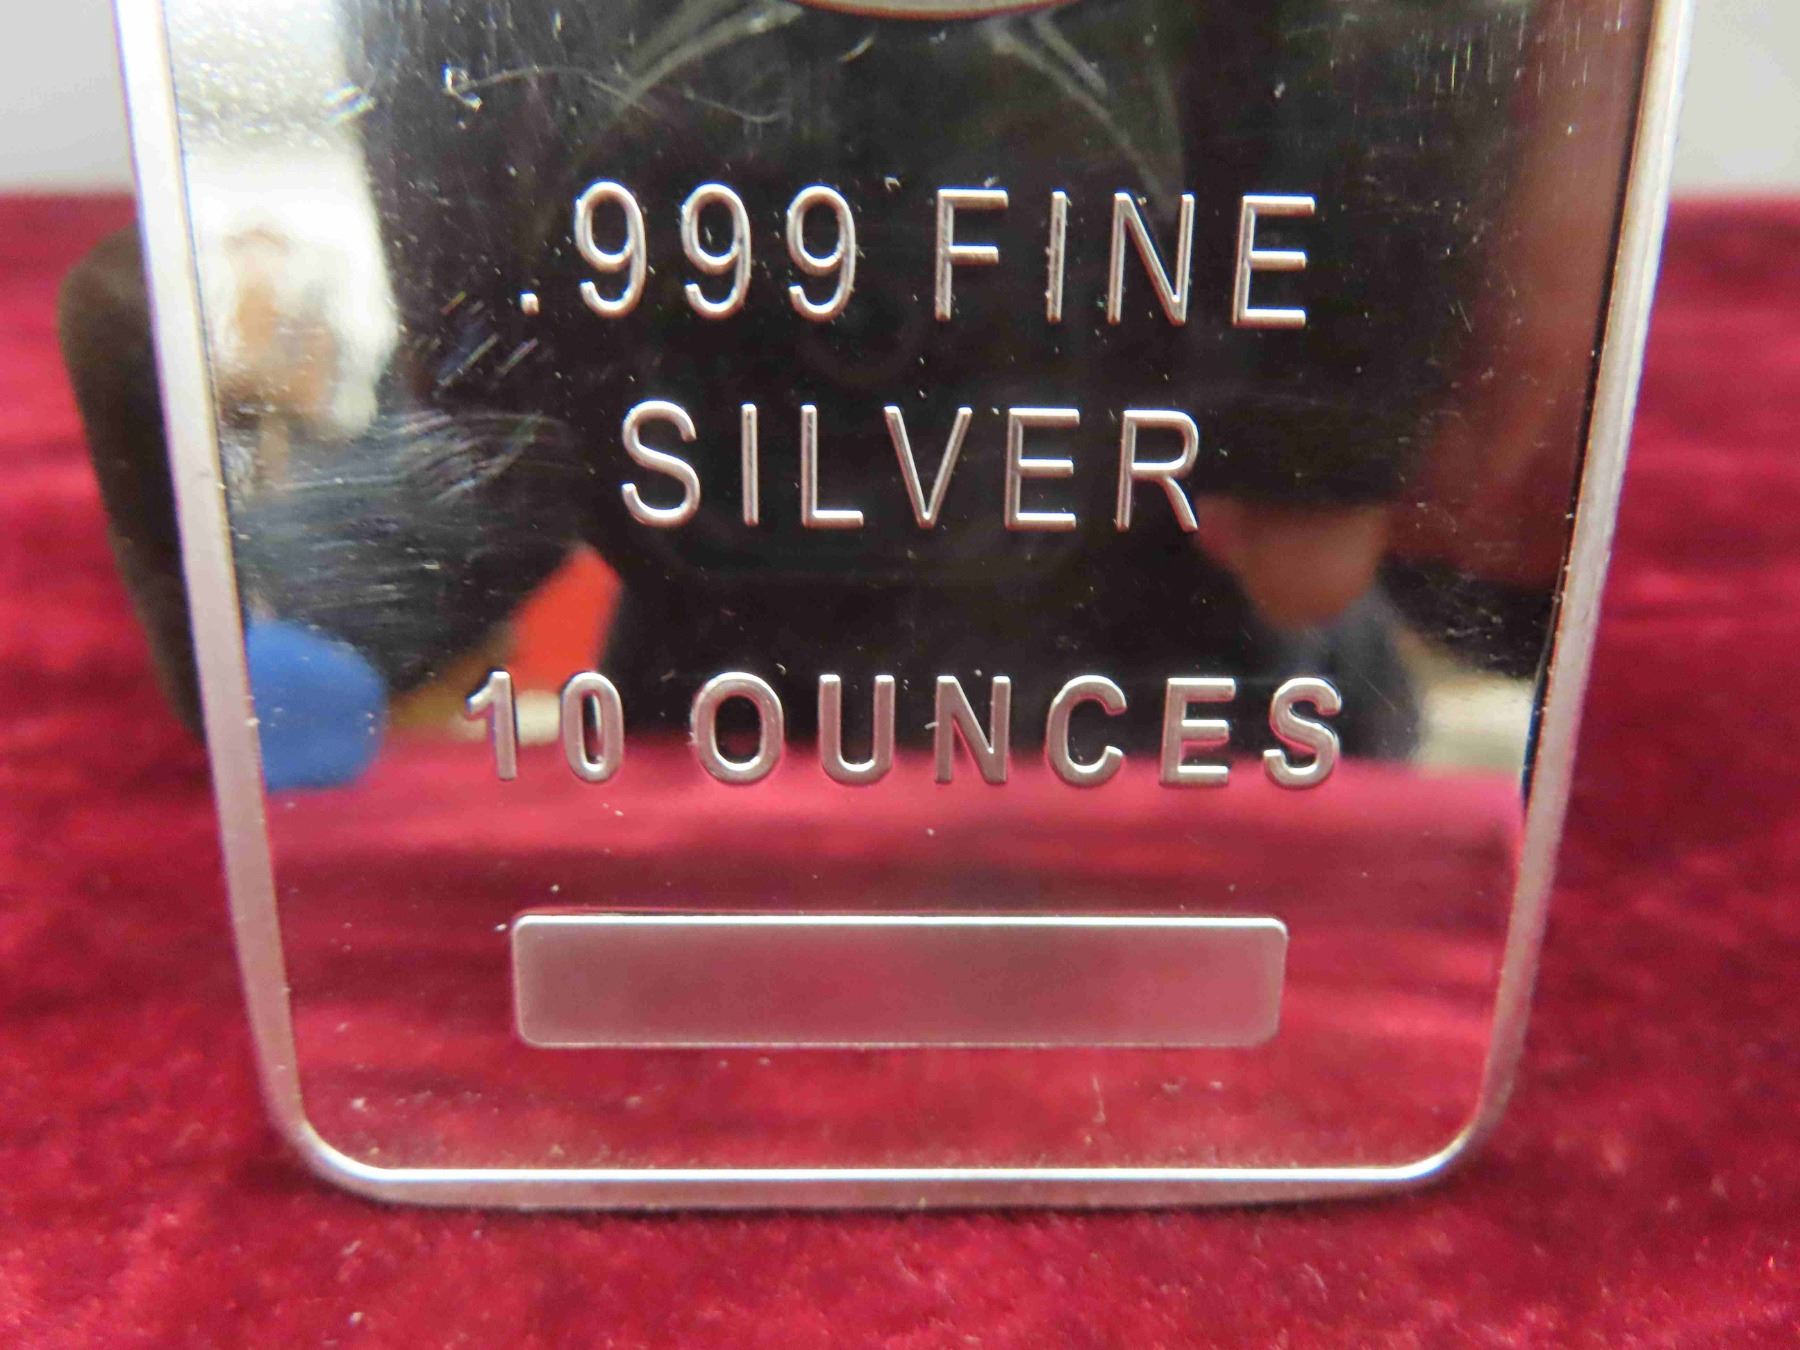 .999 FINE
SILVER
10 OUNCES